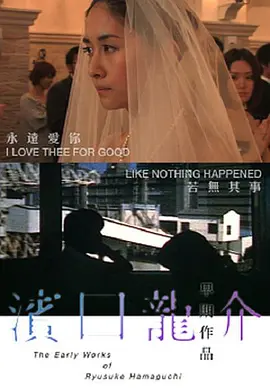 永遠愛你
I LOVE THEE FOR GOOD
LIKE NOTHING HAPPENED
若無其事
濱口龍介
早期作品
The Early Works
of
Ryusuke Hamaguchi